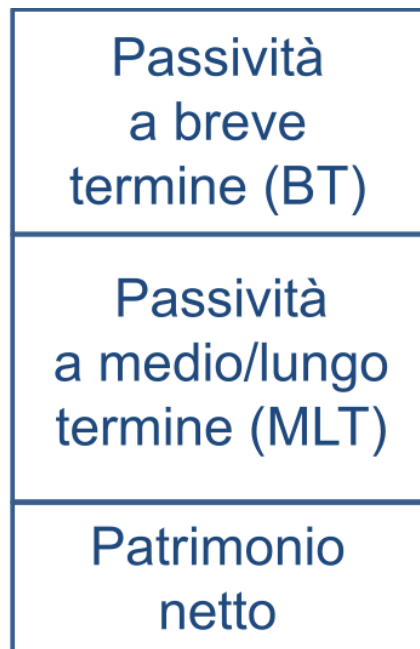 Passività
a breve
termine (BT)
Passività
a medio/lungo
termine (MLT)
Patrimonio
netto